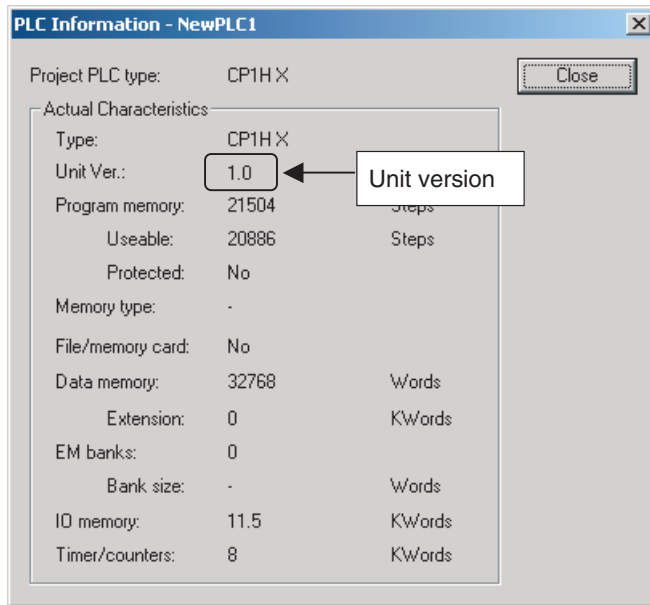 PLC Information - NewPLC1
Project PLC type: CP1H X Close
Actual Characteristics
Type: CP1H X
Unit Ver.: 1.0 Unit version
Program memory: 21504 Steps
Useable: 20886 Steps
Protected: No
Memory type: -
File/memory card: No
Data memory: 32768 Words
Extension: 0 KWords
EM banks: 0
Bank size: - Words
IO memory: 11.5 KWords
Timer/counters: 8 KWords